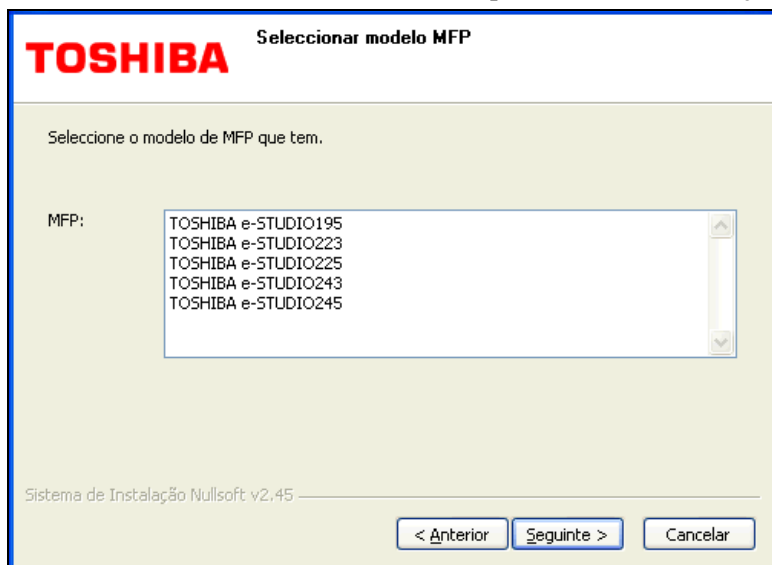 TOSHIBA
Seleccionar modelo MFP
Seleccione o modelo de MFP que tem.
MFP:
TOSHIBA e-STUDIO195
TOSHIBA e-STUDIO223
TOSHIBA e-STUDIO225
TOSHIBA e-STUDIO243
TOSHIBA e-STUDIO245
Sistema de Instalação Nullsoft v2.45
< Anterior
Seguinte >
Cancelar